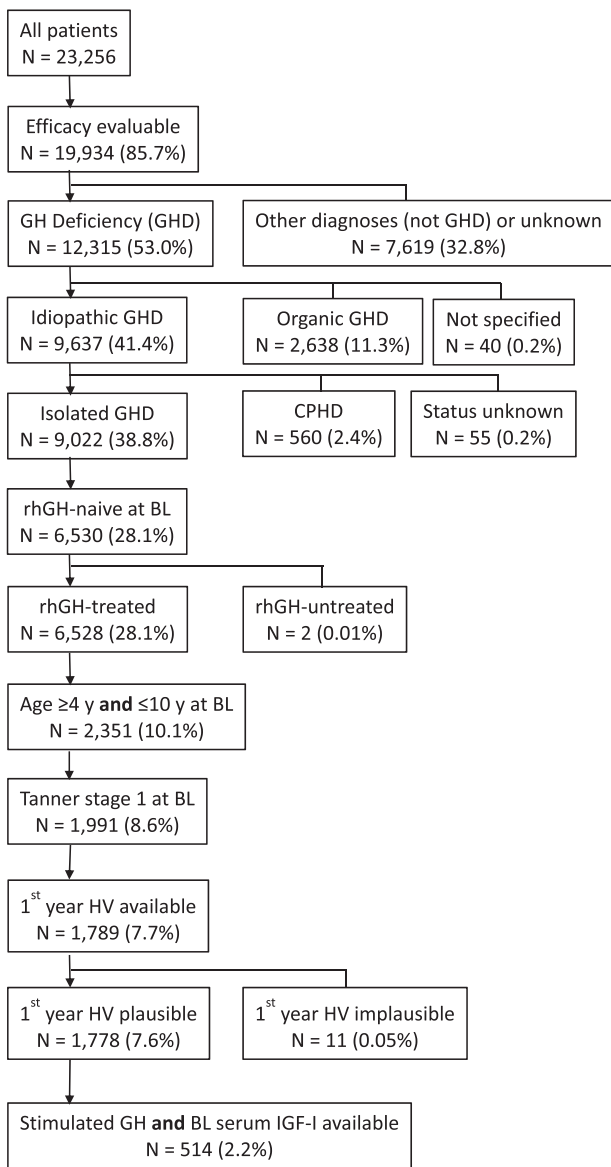 All patients
N = 23,256
Efficacy evaluable
N = 19,934 (85.7%)
GH Deficiency (GHD)
N = 12,315 (53.0%)
Other diagnoses (not GHD) or unknown
N = 7,619 (32.8%)
Idiopathic GHD
N = 9,637 (41.4%)
Organic GHD
N = 2,638 (11.3%)
Not specified
N = 40 (0.2%)
Isolated GHD
N = 9,022 (38.8%)
CPHD
N = 560 (2.4%)
Status unknown
N = 55 (0.2%)
rhGH-naive at BL
N = 6,530 (28.1%)
rhGH-treated
N = 6,528 (28.1%)
rhGH-untreated
N = 2 (0.01%)
Age ≥4 y and ≤10 y at BL
N = 2,351 (10.1%)
Tanner stage 1 at BL
N = 1,991 (8.6%)
1st year HV available
N = 1,789 (7.7%)
1st year HV plausible
N = 1,778 (7.6%)
1st year HV implausible
N = 11 (0.05%)
Stimulated GH and BL serum IGF-I available
N = 514 (2.2%)